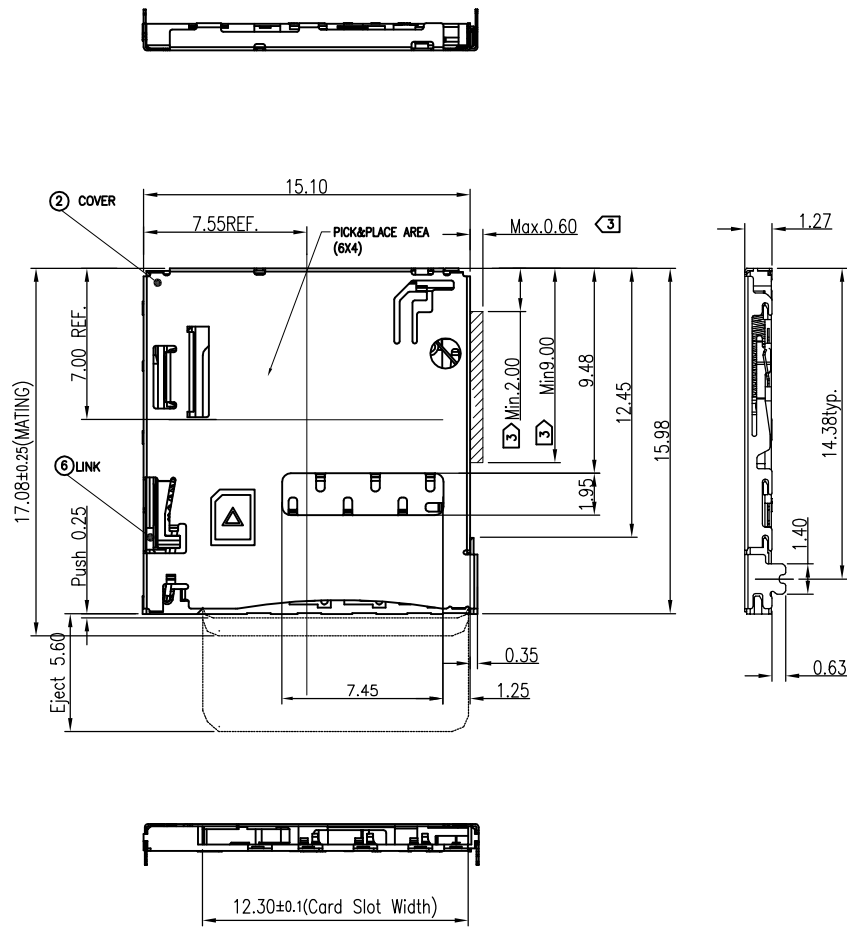 15.10
② COVER
7.55REF.
PICK&PLACE AREA
(6X4)
Max.0.60 3
1.27
7.00 REF.
17.08±0.25(MATING)
3 Min.2.00
3 Min9.00
9.48
12.45
15.98
14.38typ.
⑥ LINK
1.95
1.40
Push 0.25
Eject 5.60
0.35
7.45
1.25
0.63
12.30±0.1(Card Slot Width)